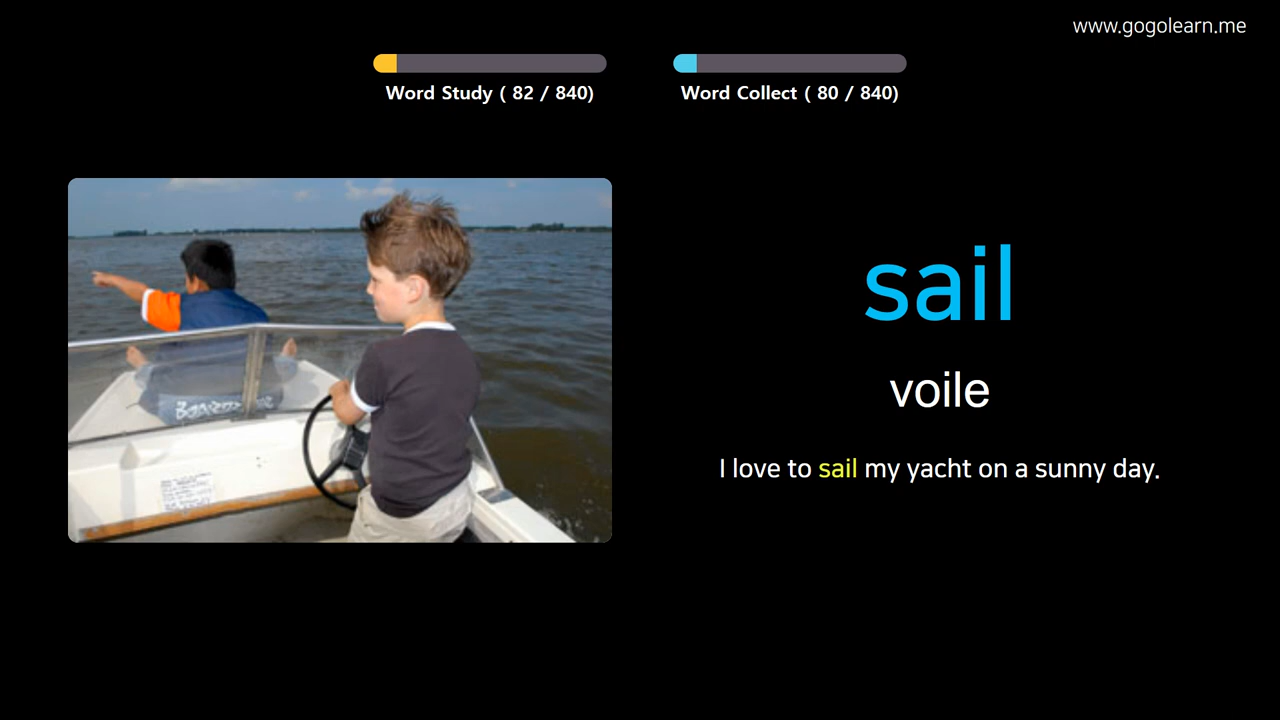 www.gogolearn.me
Word Study ( 82 / 840)
Word Collect ( 80 / 840)
sail
voile
I love to sail my yacht on a sunny day.